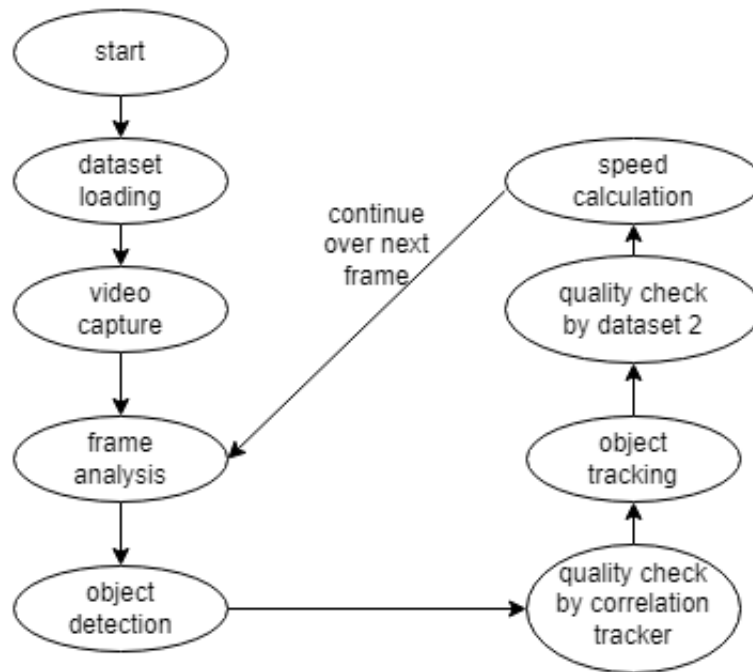 start
dataset
loading
video
capture
frame
analysis
object
detection
continue
over next
frame
speed
calculation
quality check
by dataset 2
object
tracking
quality check
by correlation
tracker